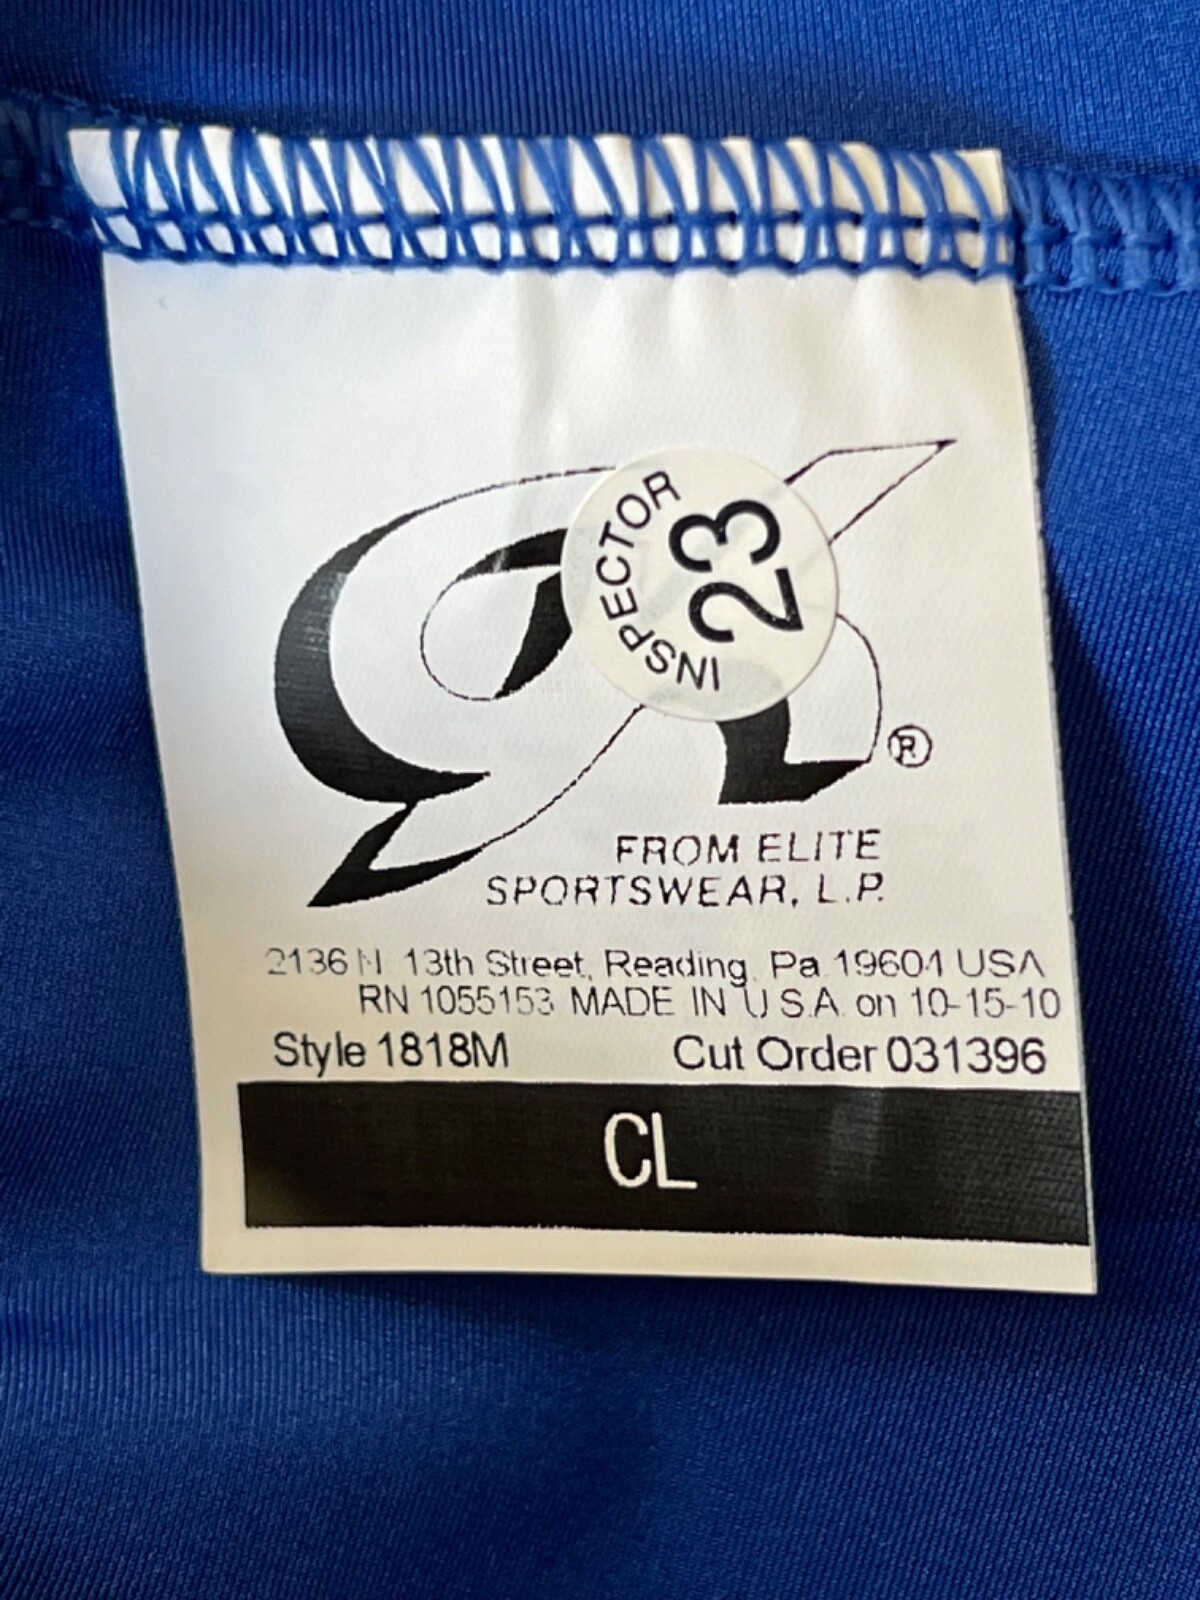 INSPECTOR
23
GK
®
FROM ELITE
SPORTSWEAR, L.P.
2136 N. 13th Street, Reading, Pa 19604 USA
RN 1055153 MADE IN U.S.A. on 10-15-10
Style 1818M Cut Order 031396
CL